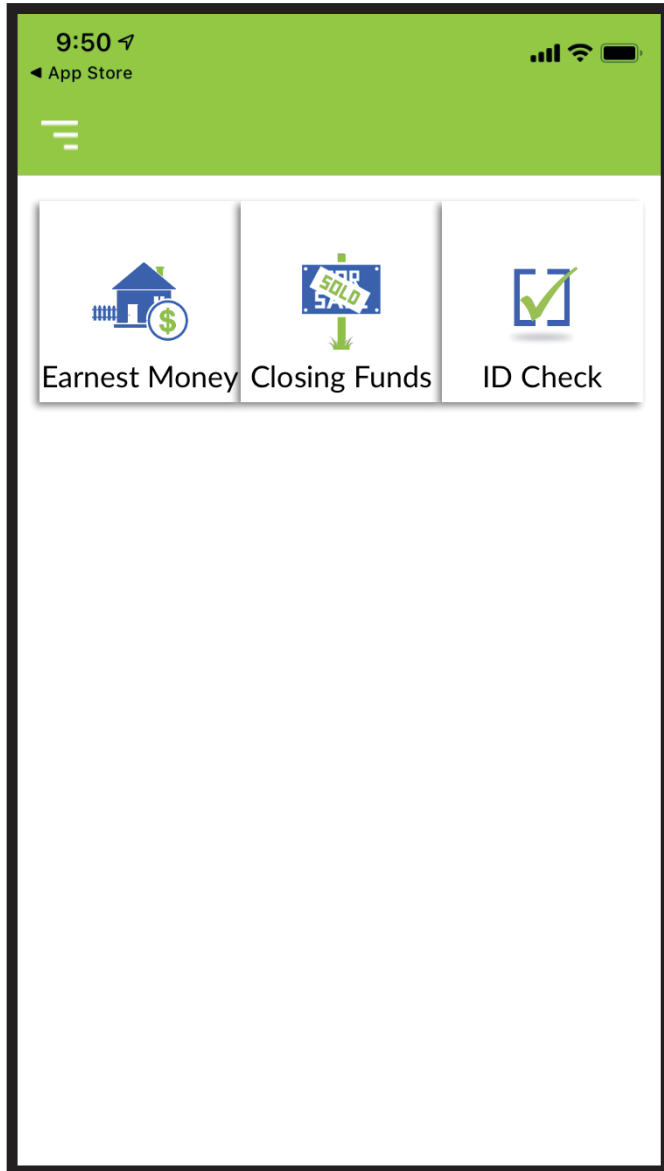 9:50
◀ App Store
SOLD
Earnest Money
Closing Funds
ID Check